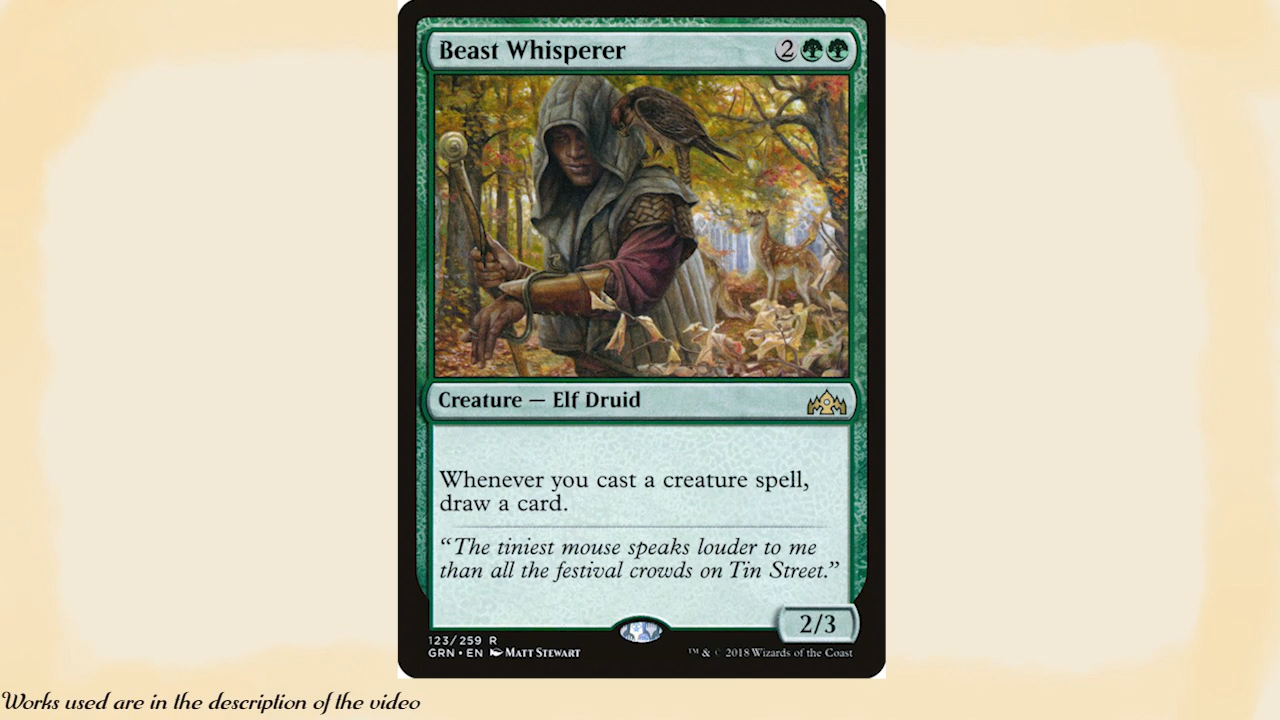 Beast Whisperer 2
Creature — Elf Druid
Whenever you cast a creature spell,
draw a card.
“The tiniest mouse speaks louder to me
than all the festival crowds on Tin Street.”
2/3
123/259 R
GRN • EN Matt Stewart
™ & © 2018 Wizards of the Coast
Works used are in the description of the video